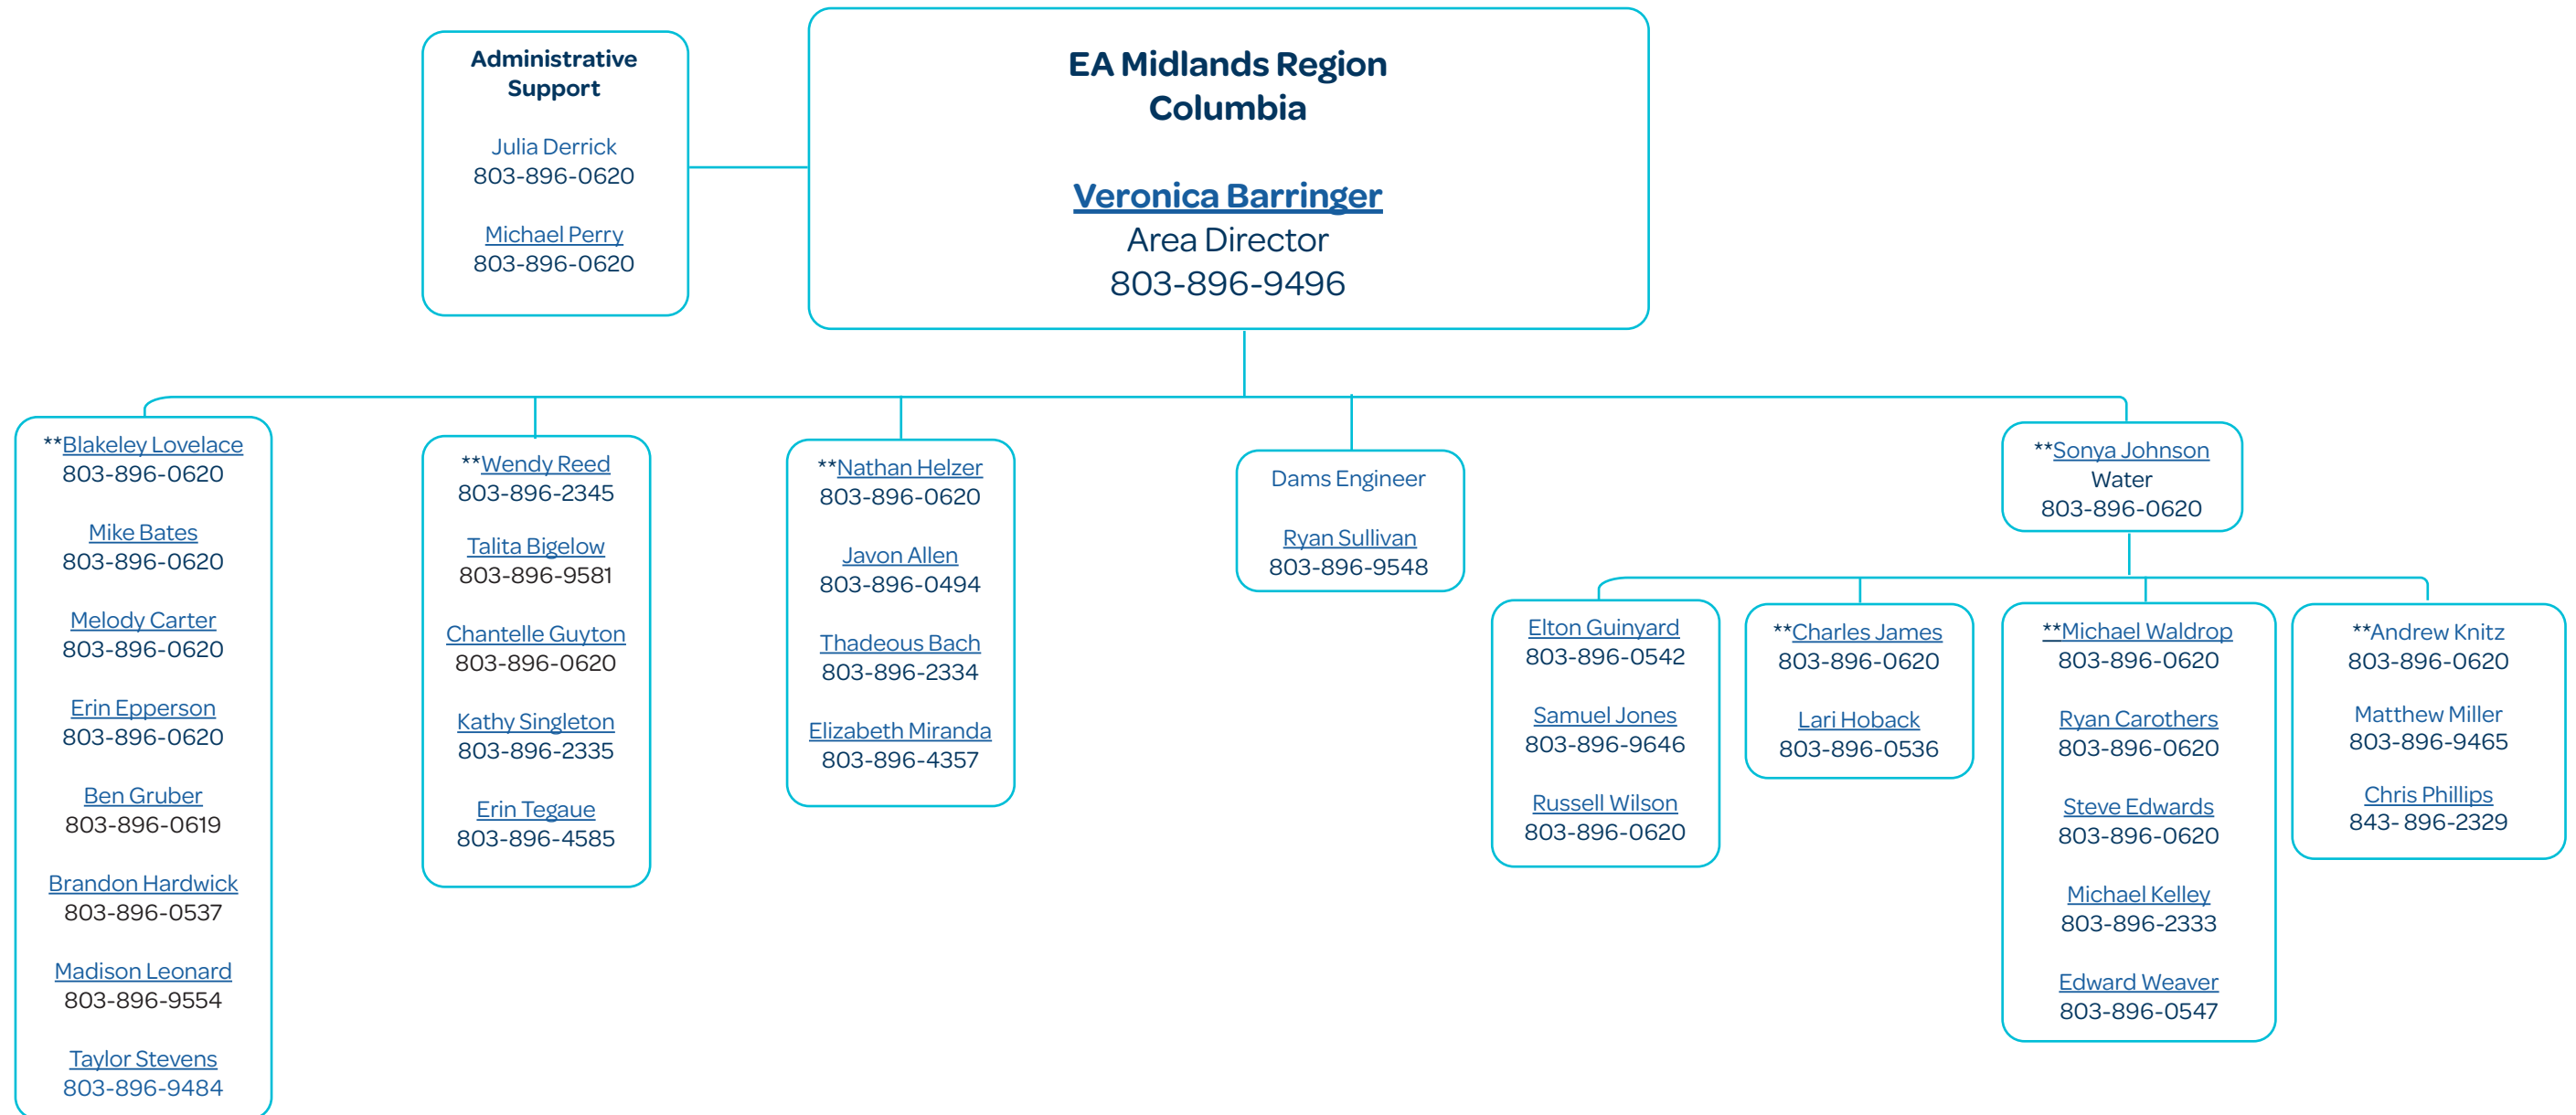 Administrative
Support
Julia Derrick
803-896-0620
Michael Perry
803-896-0620
EA Midlands Region
Columbia
Veronica Barringer
Area Director
803-896-9496
**Blakeley Lovelace
803-896-0620
Mike Bates
803-896-0620
Melody Carter
803-896-0620
Erin Epperson
803-896-0620
Ben Gruber
803-896-0619
Brandon Hardwick
803-896-0537
Madison Leonard
803-896-9554
Taylor Stevens
803-896-9484
**Wendy Reed
803-896-2345
Talita Bigelow
803-896-9581
Chantelle Guyton
803-896-0620
Kathy Singleton
803-896-2335
Erin Tegaue
803-896-4585
**Nathan Helzer
803-896-0620
Javon Allen
803-896-0494
Thadeous Bach
803-896-2334
Elizabeth Miranda
803-896-4357
Dams Engineer
Ryan Sullivan
803-896-9548
**Sonya Johnson
Water
803-896-0620
Elton Guinyard
803-896-0542
Samuel Jones
803-896-9646
Russell Wilson
803-896-0620
**Charles James
803-896-0620
Lari Hoback
803-896-0536
**Michael Waldrop
803-896-0620
Ryan Carothers
803-896-0620
Steve Edwards
803-896-0620
Michael Kelley
803-896-2333
Edward Weaver
803-896-0547
**Andrew Knitz
803-896-0620
Matthew Miller
803-896-9465
Chris Phillips
843- 896-2329